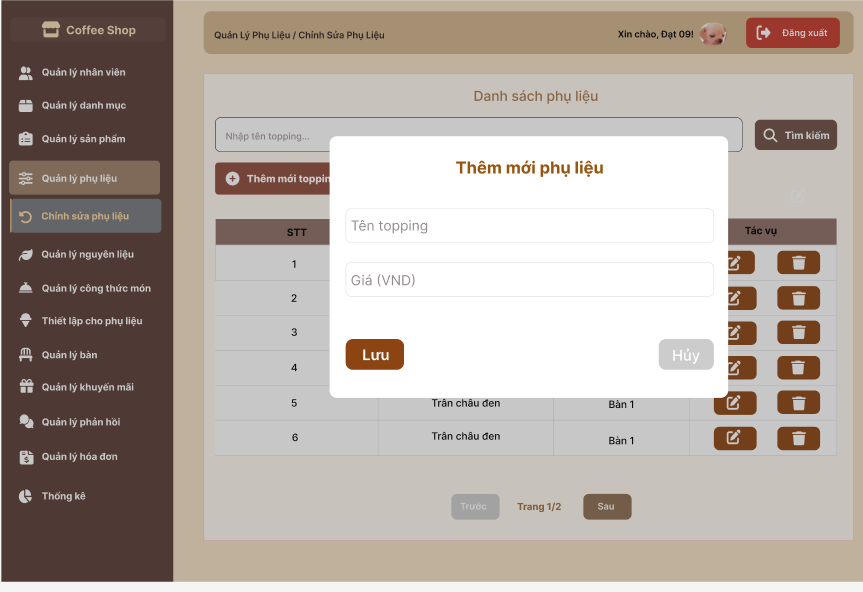 Coffee Shop
Quản lý nhân viên
Quản lý danh mục
Quản lý sản phẩm
Quản lý phụ liệu
Chỉnh sửa phụ liệu
Quản lý nguyên liệu
Quản lý công thức món
Thiết lập cho phụ liệu
Quản lý bàn
Quản lý khuyến mãi
Quản lý phản hồi
Quản lý hóa đơn
Thống kê
Quản Lý Phụ Liệu / Chỉnh Sửa Phụ Liệu
Xin chào, Đạt 09!
Đăng xuất
Danh sách phụ liệu
Nhập tên topping...
Tìm kiếm
Thêm mới toppin
Thêm mới phụ liệu
Tên topping
Giá (VND)
Lưu
Hủy
STT
Tác vụ
1
2
3
4
5 Trân châu đen Bàn 1
6 Trân châu đen Bàn 1
Trước
Trang 1/2
Sau